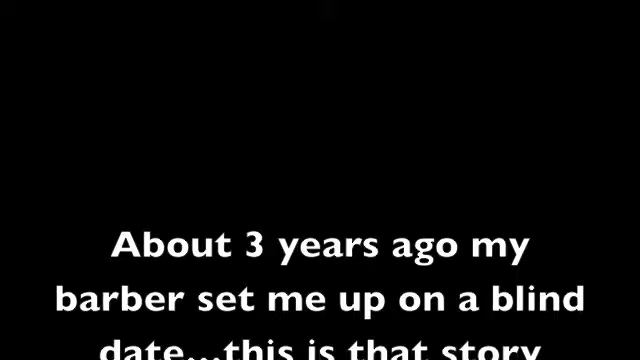 About 3 years ago my
barber set me up on a blind
date...this is that story